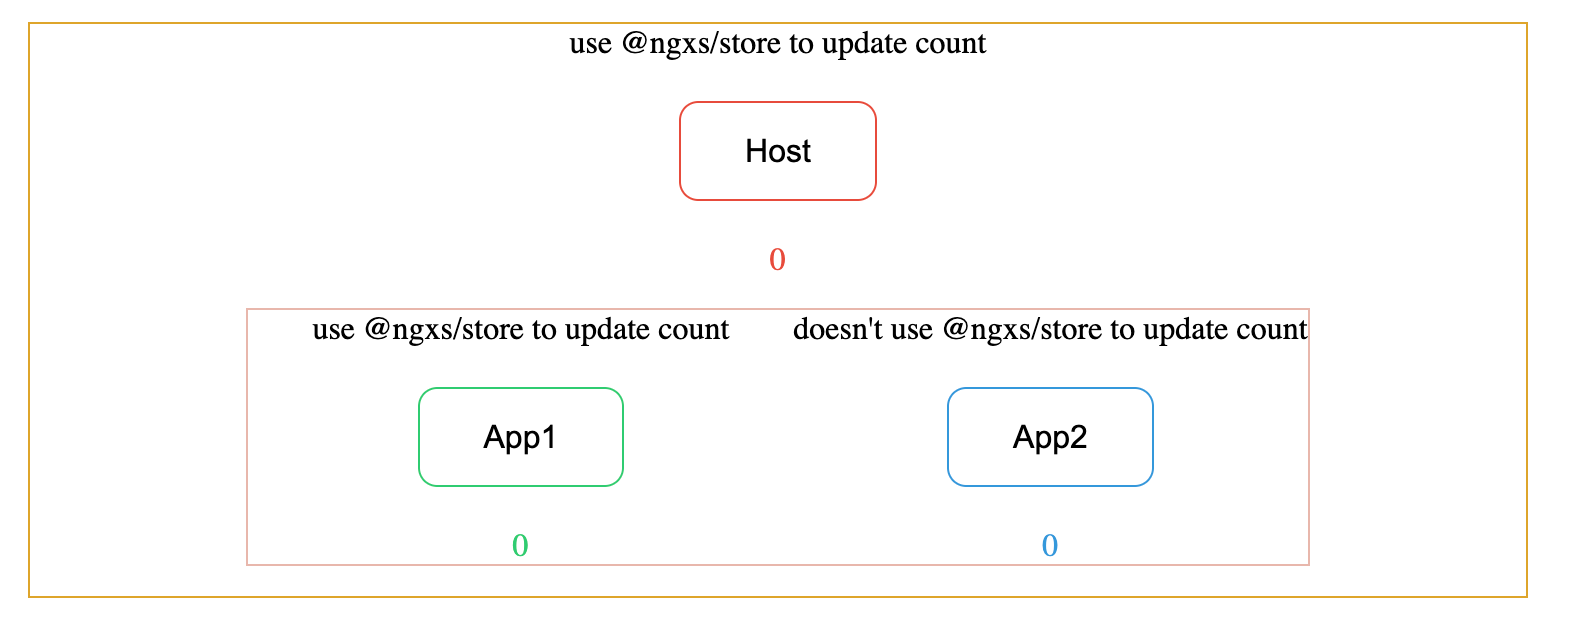 use @ngxs/store to update count
Host
0
use @ngxs/store to update count
doesn't use @ngxs/store to update count
App1
App2
0
0